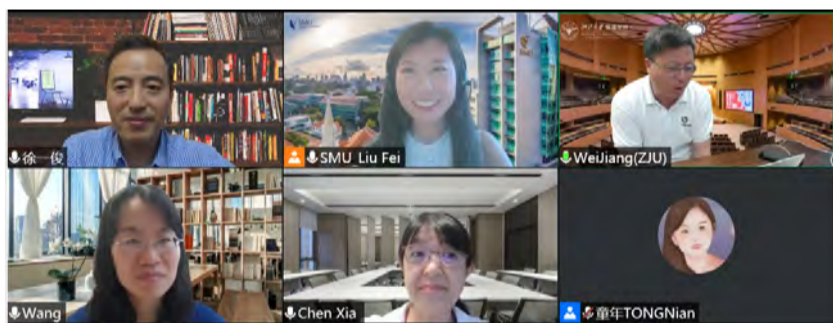 SMU
徐 俊
SMU_Liu Fei
WeiJiang(ZJU)
Wang
Chen Xia
童年TONGNian